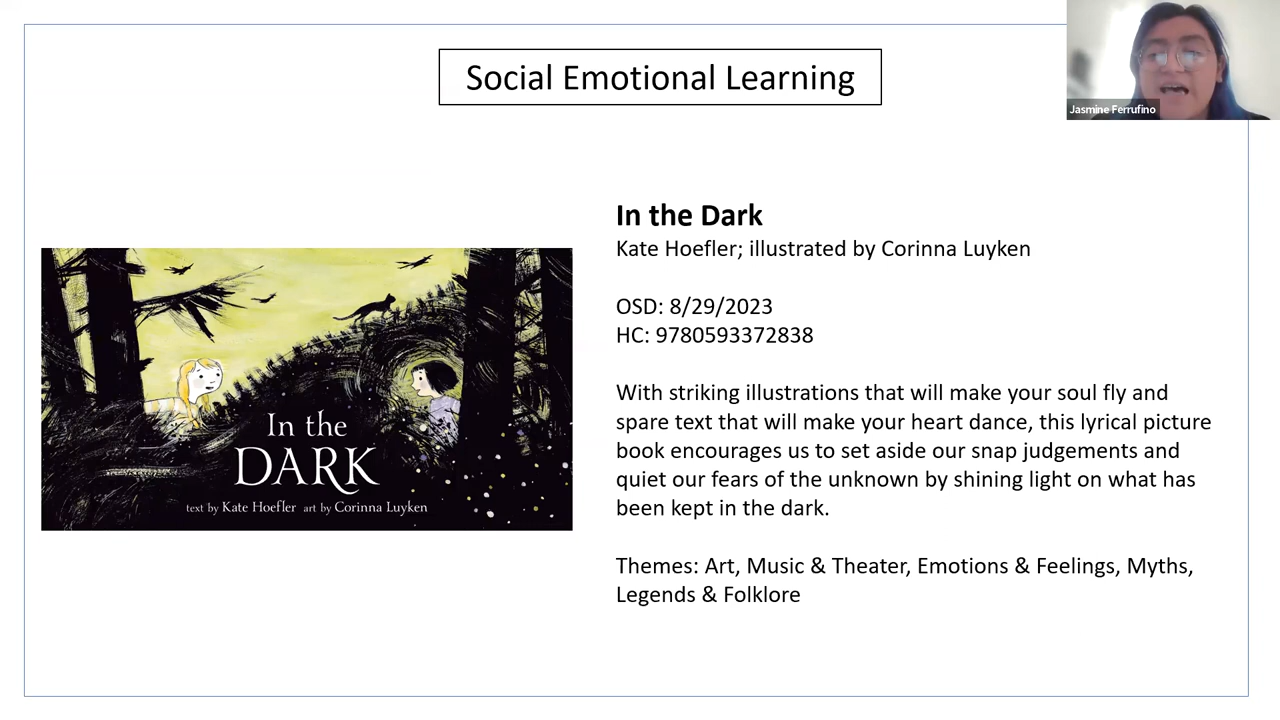 Social Emotional Learning
Jasmine Ferrufino
In the
DARK
text by Kate Hoefler art by Corinna Luyken
In the Dark
Kate Hoefler; illustrated by Corinna Luyken
OSD: 8/29/2023
HC: 9780593372838
With striking illustrations that will make your soul fly and
spare text that will make your heart dance, this lyrical picture
book encourages us to set aside our snap judgements and
quiet our fears of the unknown by shining light on what has
been kept in the dark.
Themes: Art, Music & Theater, Emotions & Feelings, Myths,
Legends & Folklore